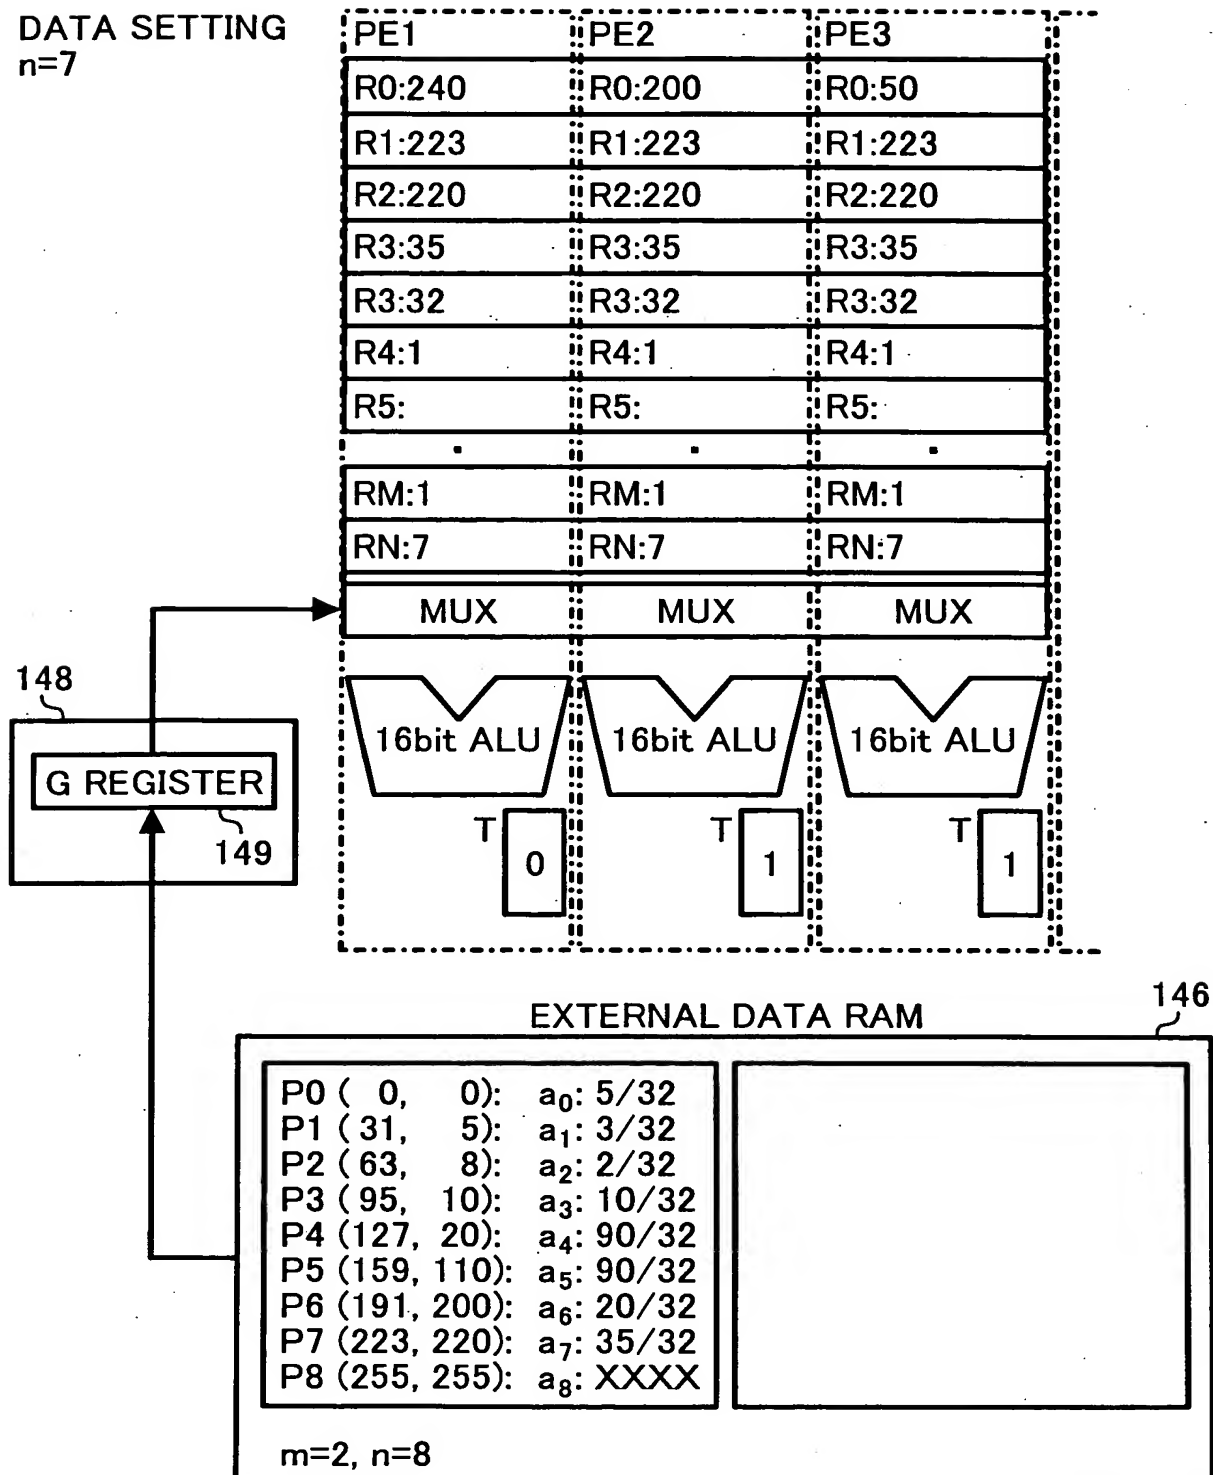 DATA SETTING
n=7
PE1 PE2 PE3
R0:240 R0:200 R0:50
R1:223 R1:223 R1:223
R2:220 R2:220 R2:220
R3:35 R3:35 R3:35
R3:32 R3:32 R3:32
R4:1 R4:1 R4:1
R5: R5: R5:
RM:1 RM:1 RM:1
RN:7 RN:7 RN:7
MUX MUX MUX
148
16bit ALU 16bit ALU 16bit ALU
G REGISTER
149
T 0 T 1 T 1
EXTERNAL DATA RAM
146
P0 ( 0, 0): a₀: 5/32
P1 ( 31, 5): a₁: 3/32
P2 ( 63, 8): a₂: 2/32
P3 ( 95, 10): a₃: 10/32
P4 (127, 20): a₄: 90/32
P5 (159, 110): a₅: 90/32
P6 (191, 200): a₆: 20/32
P7 (223, 220): a₇: 35/32
P8 (255, 255): a₈: XXXX
m=2, n=8